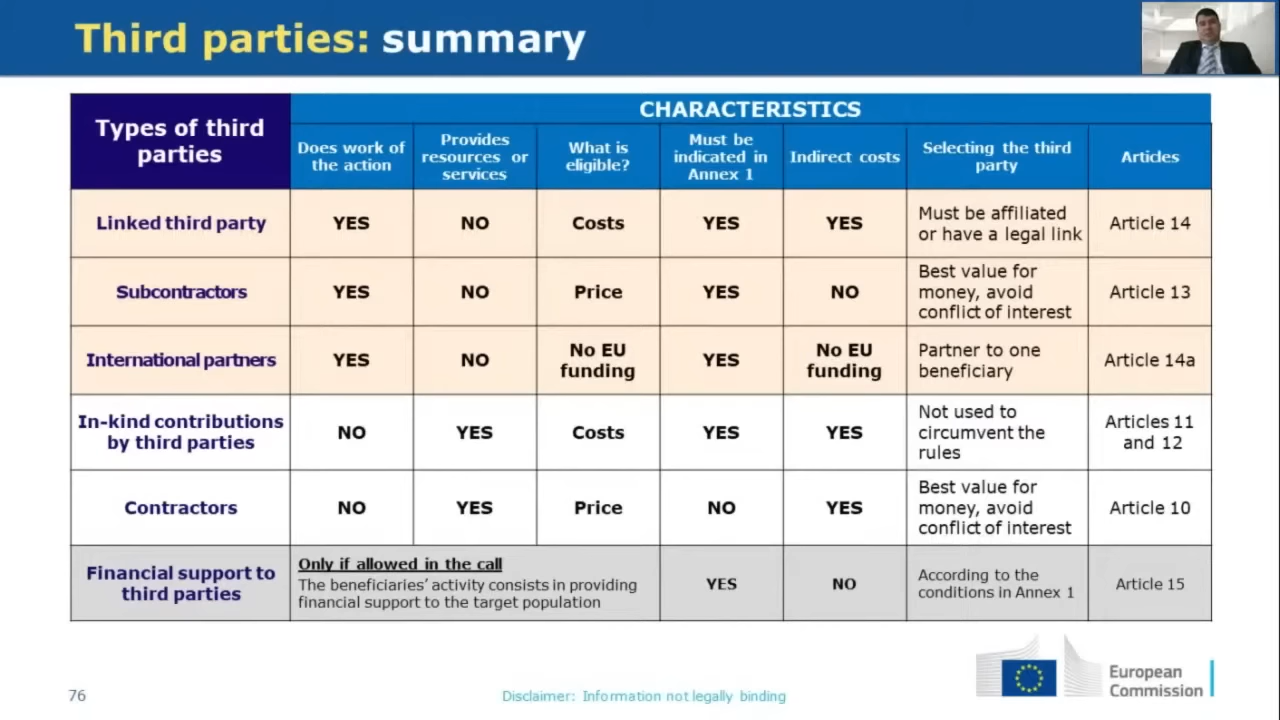 Third parties: summary
Types of third
parties
CHARACTERISTICS
Does work of
the action
Provides
resources or
services
What is
eligible?
Must be
indicated in
Annex 1
Indirect costs
Selecting the third
party
Articles
Linked third party
YES
NO
Costs
YES
YES
Must be affiliated
or have a legal link
Article 14
Subcontractors
YES
NO
Price
YES
NO
Best value for
money, avoid
conflict of interest
Article 13
International partners
YES
NO
No EU
funding
YES
No EU
funding
Partner to one
beneficiary
Article 14a
In-kind contributions
by third parties
NO
YES
Costs
YES
YES
Not used to
circumvent the
rules
Articles 11
and 12
Contractors
NO
YES
Price
NO
YES
Best value for
money, avoid
conflict of interest
Article 10
Financial support to
third parties
Only if allowed in the call
The beneficiaries’ activity consists in providing
financial support to the target population
YES
NO
According to the
conditions in Annex 1
Article 15
76
Disclaimer: Information not legally binding
European
Commission